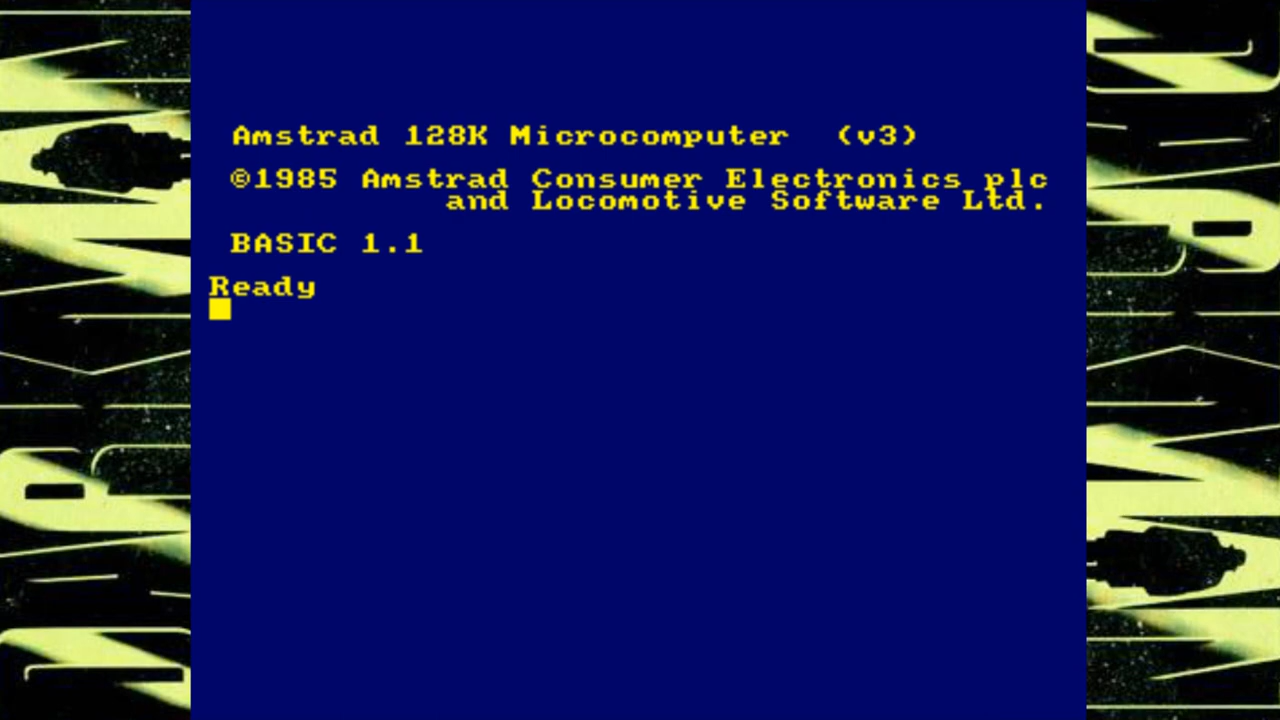 Amstrad 128K Microcomputer (v3)
©1985 Amstrad Consumer Electronics plc
and Locomotive Software Ltd.
BASIC 1.1
Ready